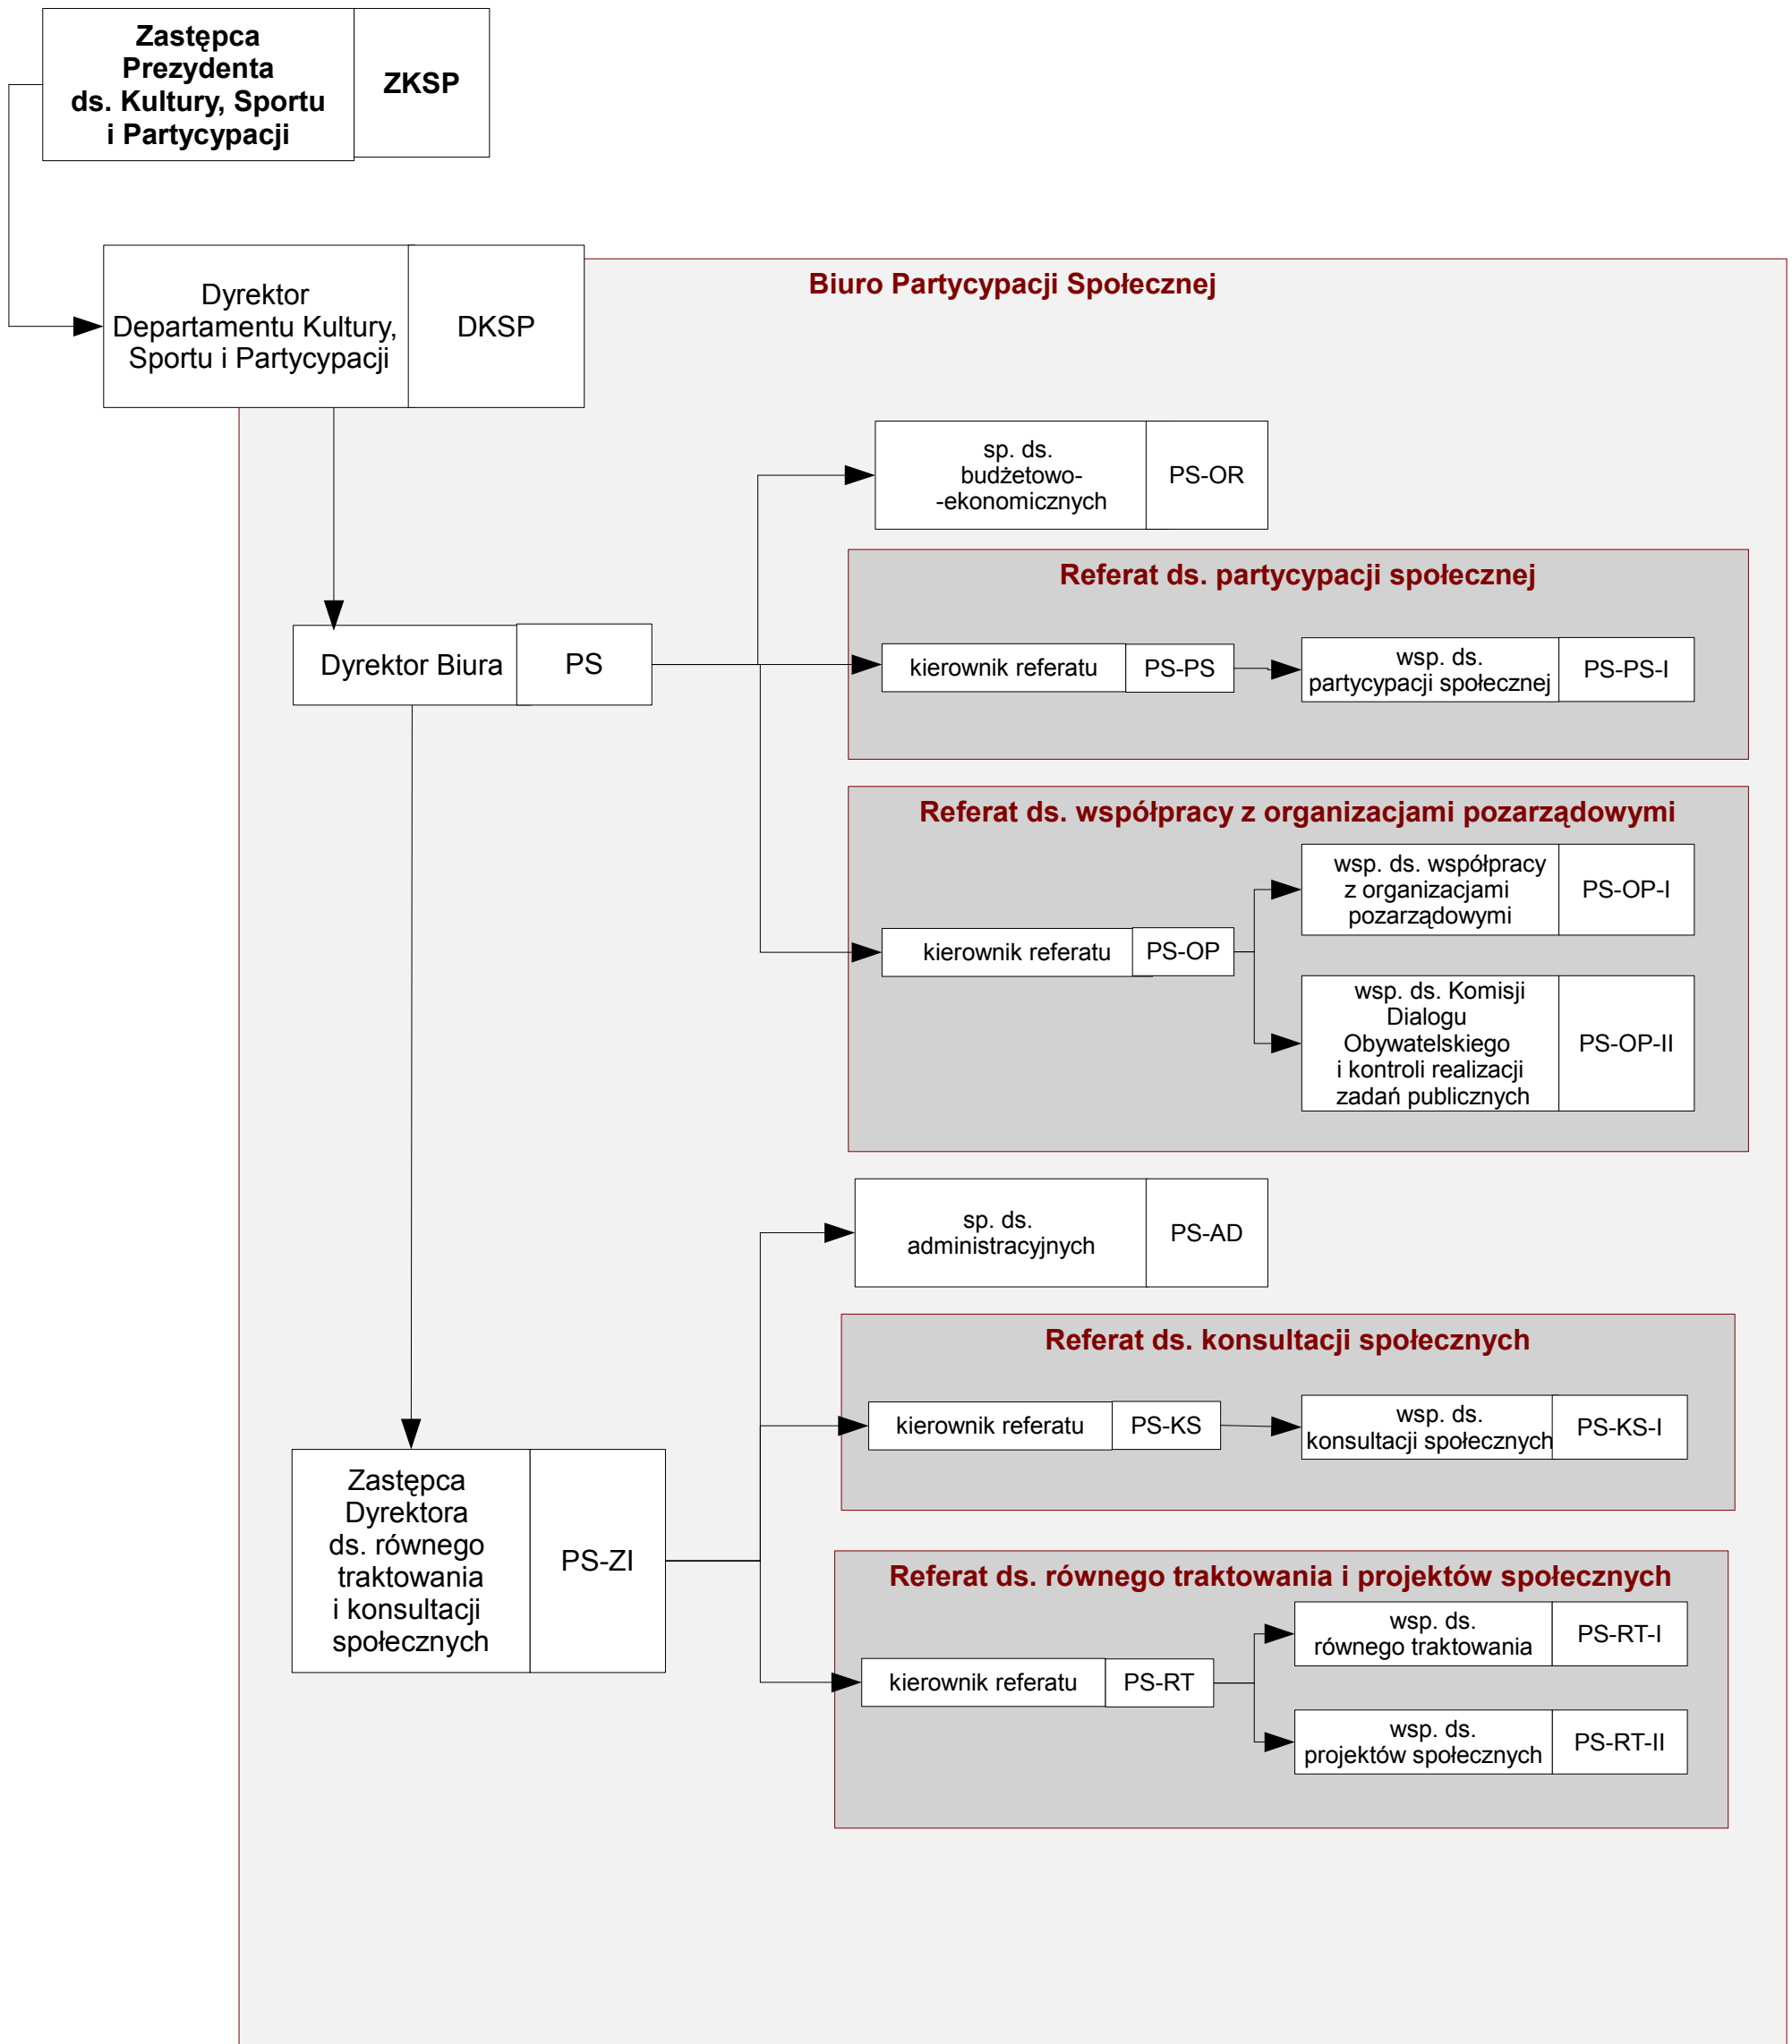 Zastępca
Prezydenta
ds. Kultury, Sportu
i Partycypacji
ZKSP
Dyrektor
Departamentu Kultury,
Sportu i Partycypacji
DKSP
Biuro Partycypacji Społecznej
sp. ds.
budżetowo-
-ekonomicznych
PS-OR
Referat ds. partycypacji społecznej
Dyrektor Biura
PS
kierownik referatu
PS-PS
wsp. ds.
partycypacji społecznej
PS-PS-I
Referat ds. współpracy z organizacjami pozarządowymi
kierownik referatu
PS-OP
wsp. ds. współpracy
z organizacjami
pozarządowymi
PS-OP-I
wsp. ds. Komisji
Dialogu
Obywatelskiego
i kontroli realizacji
zadań publicznych
PS-OP-II
sp. ds.
administracyjnych
PS-AD
Referat ds. konsultacji społecznych
kierownik referatu
PS-KS
wsp. ds.
konsultacji społecznych
PS-KS-I
Zastępca
Dyrektora
ds. równego
traktowania
i konsultacji
społecznych
PS-ZI
Referat ds. równego traktowania i projektów społecznych
kierownik referatu
PS-RT
wsp. ds.
równego traktowania
PS-RT-I
wsp. ds.
projektów społecznych
PS-RT-II